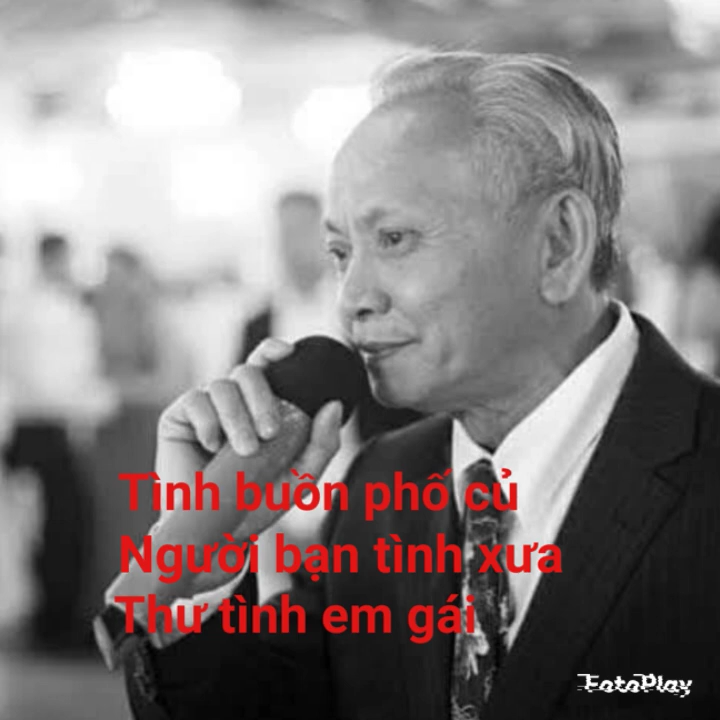 Tình buồn phố củ
Người bạn tình xưa
Thư tình em gái
FotoPlay